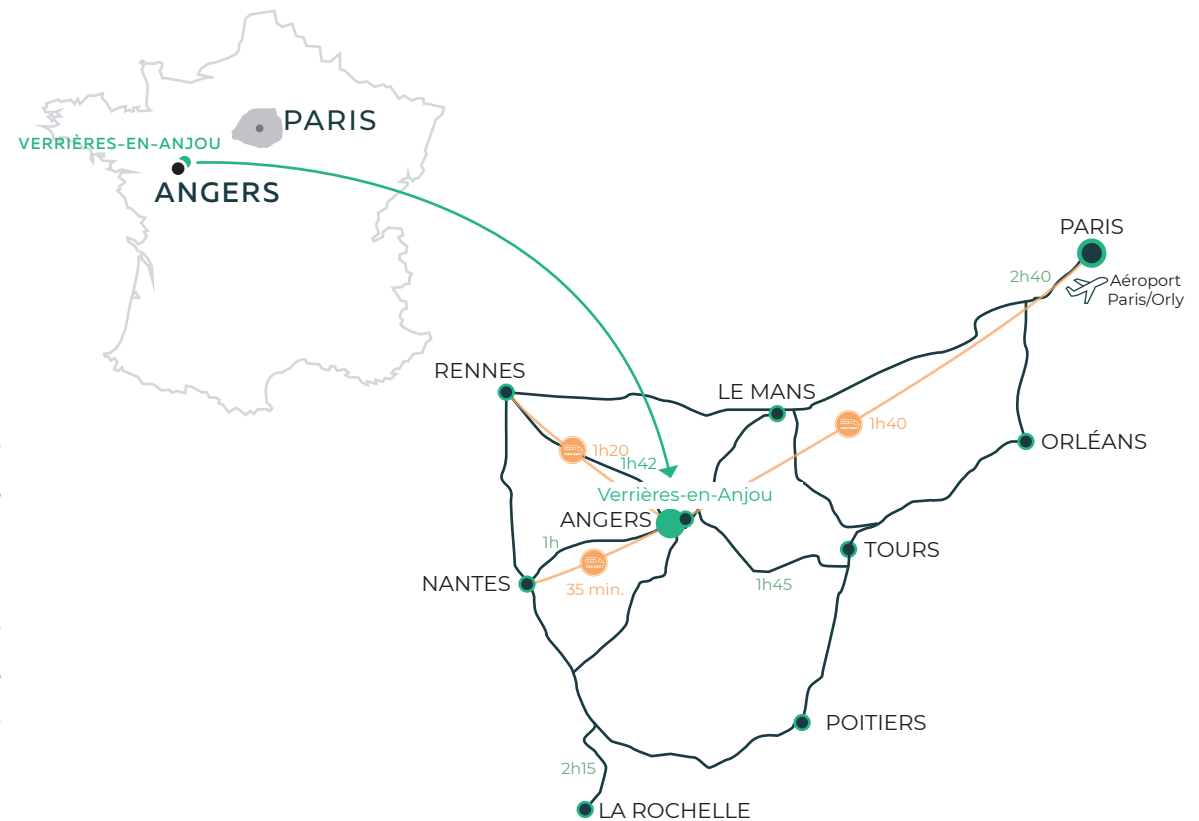 PARIS
VERRIÈRES-EN-ANJOU
ANGERS
PARIS
2h40
Aéroport
Paris/Orly
RENNES
LE MANS
1h40
ORLÉANS
1h20
1h42
Verrières-en-Anjou
ANGERS
1h
TOURS
NANTES
35 min.
1h45
POITIERS
2h15
LA ROCHELLE